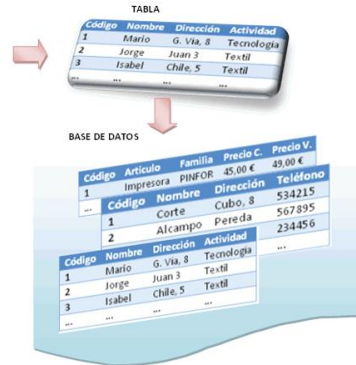 TABLA
Código Nombre Dirección Actividad
1 Mario G. Via, 8 Tecnología
2 Jorge Juan 3 Textil
3 Isabel Chile, 5 Textil
... ... ... ...
BASE DE DATOS
Código Artículo Familia Precio C. Precio V.
1 Impresora PINFOR 45,00 € 49,00 €
...
Código Nombre Dirección Teléfono
1 Corte Cubo, 8 534215
2 Alcampo Pereda 567895
234456
...
Código Nombre Dirección Actividad
1 Mario G. Via, 8 Tecnología
2 Jorge Juan 3 Textil
3 Isabel Chile, 5 Textil
... ... ... ...